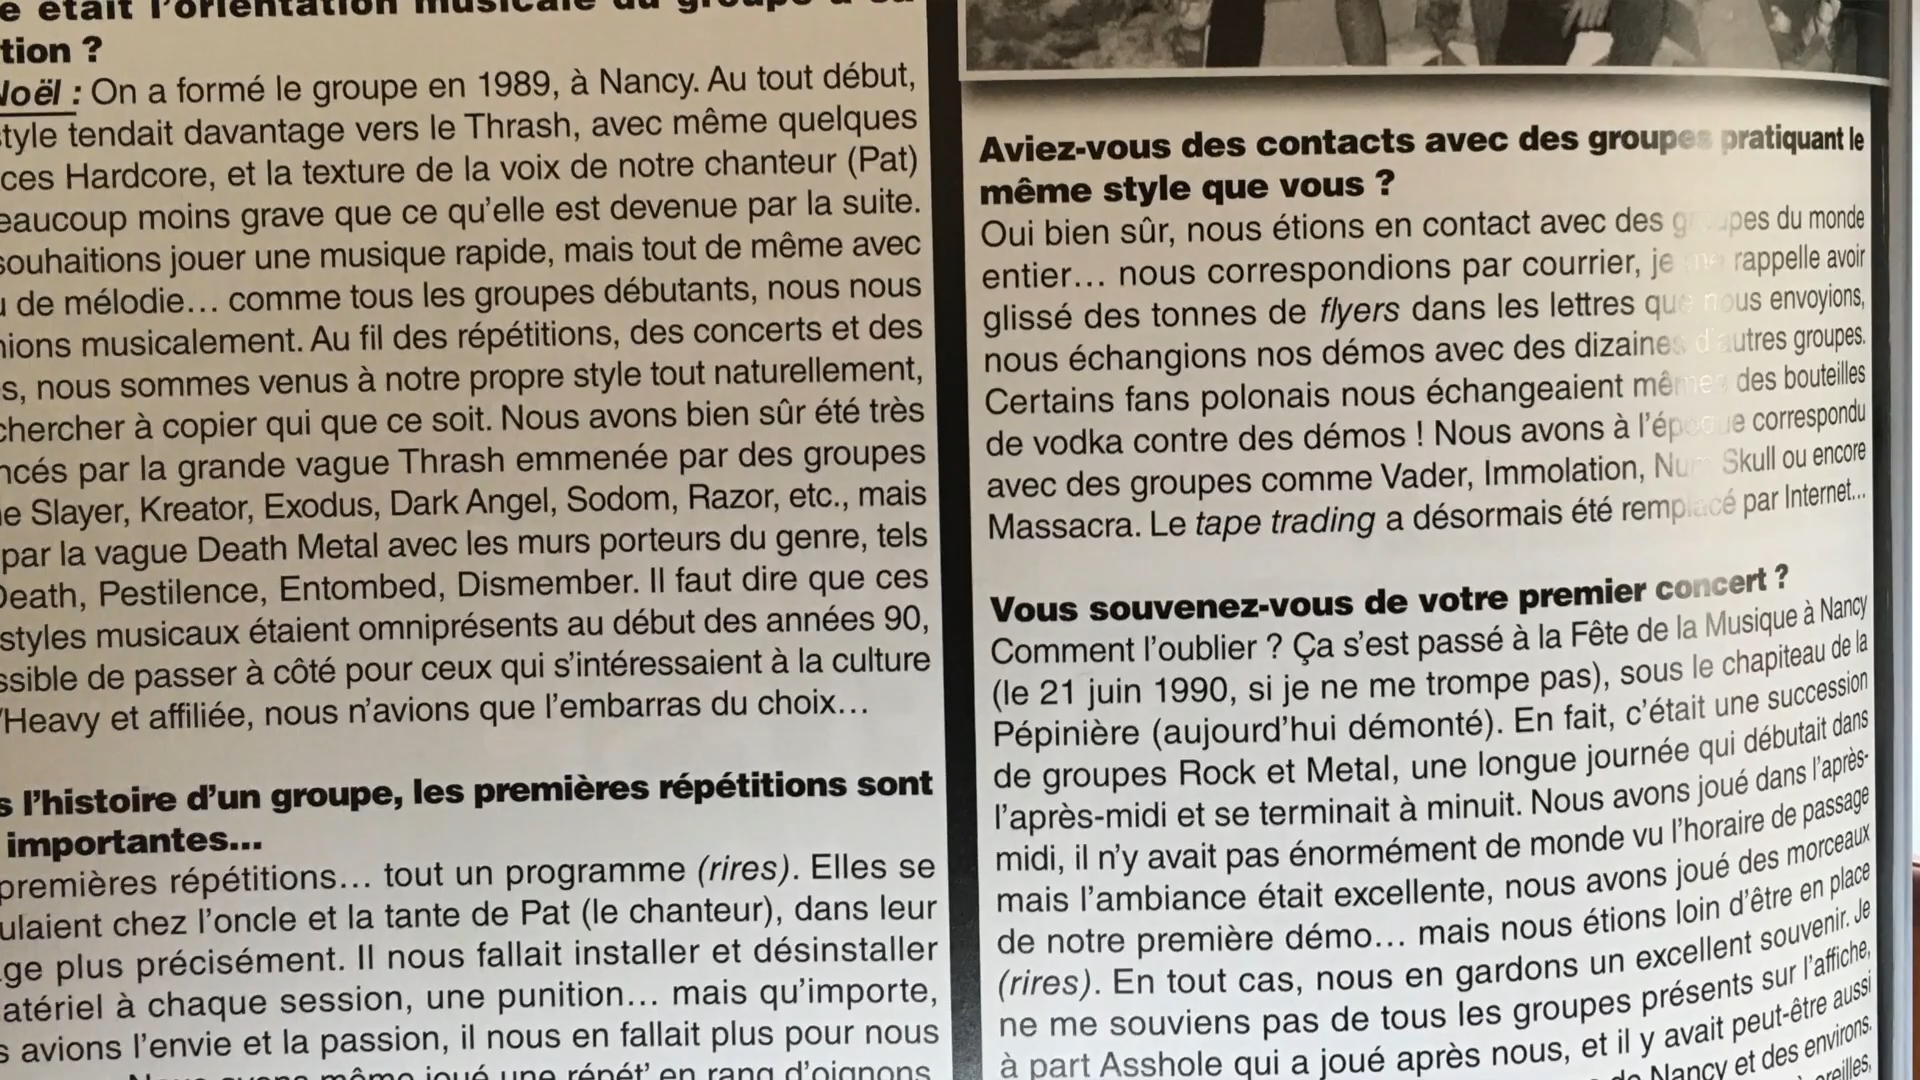 était l'orientation musicale du groupe à sa
tion ?
Noël : On a formé le groupe en 1989, à Nancy. Au tout début,
style tendait davantage vers le Thrash, avec même quelques
ces Hardcore, et la texture de la voix de notre chanteur (Pat)
eaucoup moins grave que ce qu'elle est devenue par la suite.
souhaitions jouer une musique rapide, mais tout de même avec
de mélodie... comme tous les groupes débutants, nous nous
nions musicalement. Au fil des répétitions, des concerts et des
s, nous sommes venus à notre propre style tout naturellement,
chercher à copier qui que ce soit. Nous avons bien sûr été très
ncés par la grande vague Thrash emmenée par des groupes
e Slayer, Kreator, Exodus, Dark Angel, Sodom, Razor, etc., mais
par la vague Death Metal avec les murs porteurs du genre, tels
Death, Pestilence, Entombed, Dismember. Il faut dire que ces
styles musicaux étaient omniprésents au début des années 90,
ssible de passer à côté pour ceux qui s'intéressaient à la culture
/Heavy et affiliée, nous n'avions que l'embarras du choix...
s l'histoire d'un groupe, les premières répétitions sont
importantes...
premières répétitions... tout un programme (rires). Elles se
ulaient chez l'oncle et la tante de Pat (le chanteur), dans leur
ge plus précisément. Il nous fallait installer et désinstaller
atériel à chaque session, une punition... mais qu'importe,
s avions l'envie et la passion, il nous en fallait plus pour nous
même joué une répét' en rang d'oignons
Aviez-vous des contacts avec des groupes pratiquant le
même style que vous ?
Oui bien sûr, nous étions en contact avec des groupes du monde
entier... nous correspondions par courrier, je me rappelle avoir
glissé des tonnes de flyers dans les lettres que nous envoyions,
nous échangions nos démos avec des dizaines d'autres groupes.
Certains fans polonais nous échangeaient mêmes des bouteilles
de vodka contre des démos ! Nous avons à l'époque correspondu
avec des groupes comme Vader, Immolation, Num Skull ou encore
Massacra. Le tape trading a désormais été remplacé par Internet...
Vous souvenez-vous de votre premier concert ?
Comment l'oublier ? Ça s'est passé à la Fête de la Musique à Nancy
(le 21 juin 1990, si je ne me trompe pas), sous le chapiteau de la
Pépinière (aujourd'hui démonté). En fait, c'était une succession
de groupes Rock et Metal, une longue journée qui débutait dans
l'après-midi et se terminait à minuit. Nous avons joué dans l'après-
midi, il n'y avait pas énormément de monde vu l'horaire de passage
mais l'ambiance était excellente, nous avons joué des morceaux
de notre première démo... mais nous étions loin d'être en place
(rires). En tout cas, nous en gardons un excellent souvenir. Je
ne me souviens pas de tous les groupes présents sur l'affiche,
à part Asshole qui a joué après nous, et il y avait peut-être aussi
de Nancy et des environs.
oreilles,